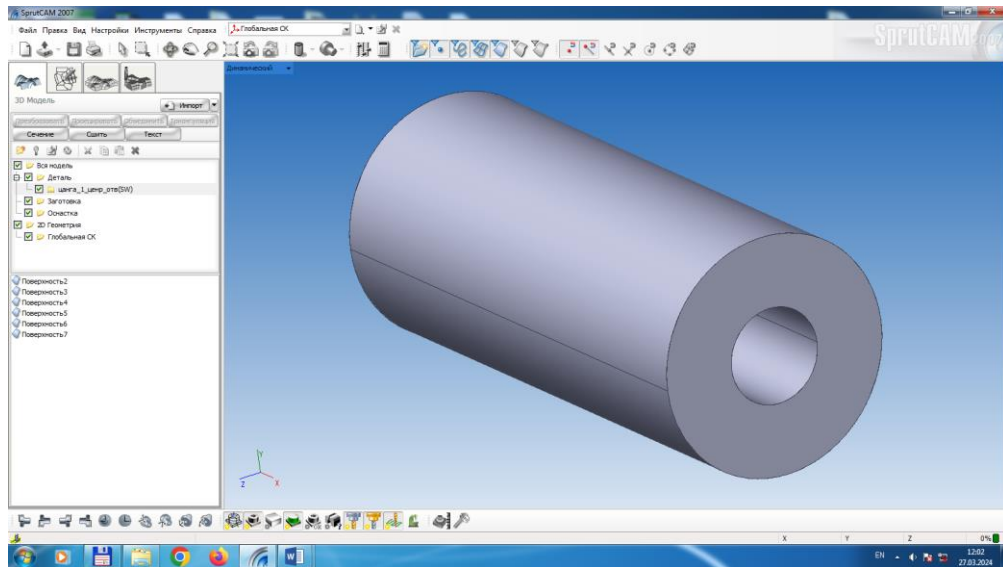 SprutCAM 2007
Файл Правка Вид Настройки Инструменты Справка
Глобальная СК
SprutCAM 2007
Динамический
3D Модель
Импорт
Сечение Сшить Текст
Вся модель
Деталь
цанга_1_ценр_отв(SW)
Заготовка
Оснастка
2D Геометрия
Глобальная СК
Поверхность2
Поверхность3
Поверхность4
Поверхность5
Поверхность6
Поверхность7
Y
Z X
X Y Z 0%
EN 12:02
27.03.2024